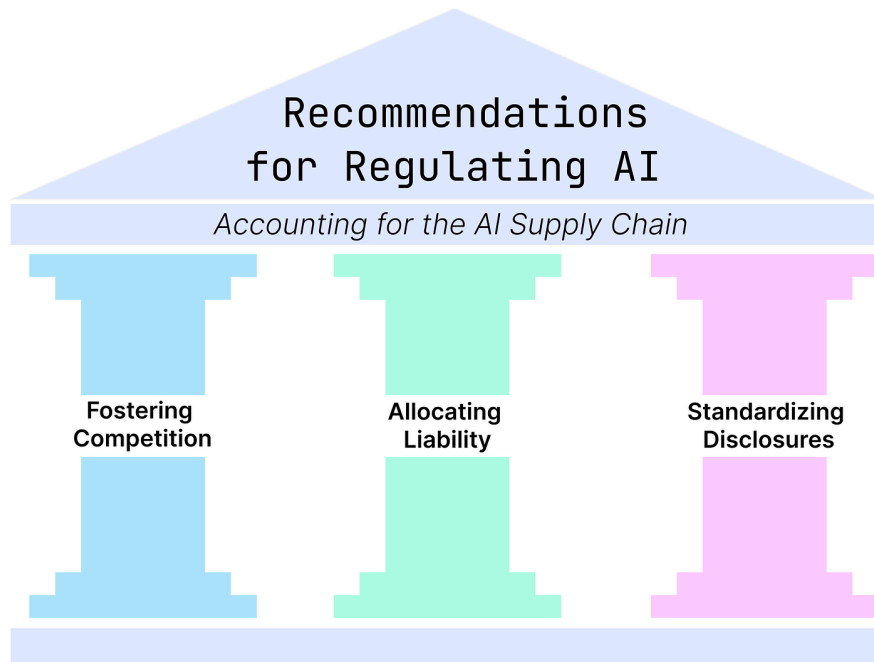 Recommendations
for Regulating AI
Accounting for the AI Supply Chain
Fostering
Competition
Allocating
Liability
Standardizing
Disclosures